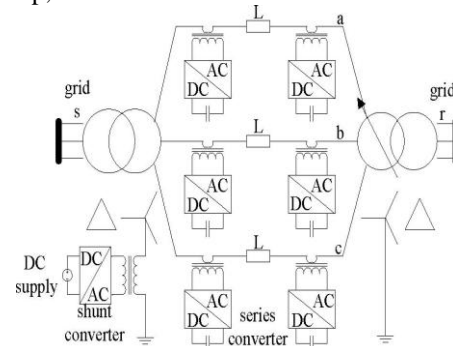 L
a
AC
DC
AC
DC
grid
s
grid
r
L
b
AC
DC
AC
DC
L
c
DC
supply
DC
AC
shunt
converter
AC
DC
series
converter
AC
DC